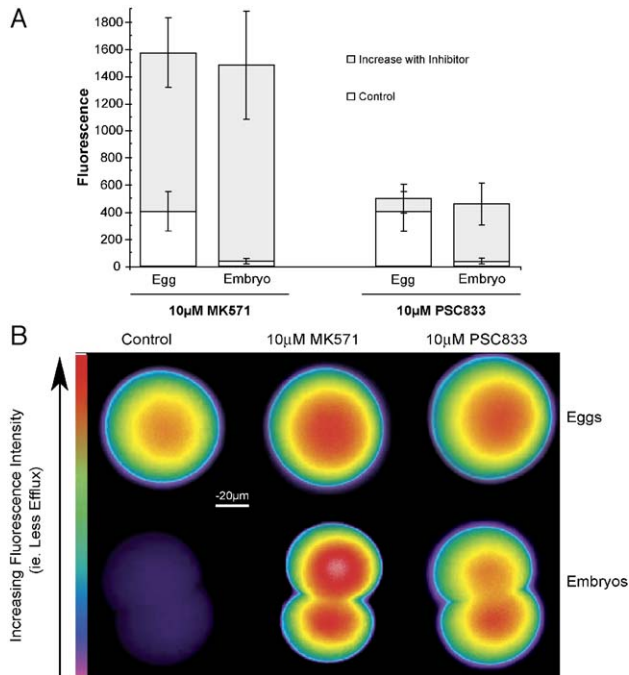 A
1800
1600
1400
1200
1000
800
600
400
200
0
Fluorescence
Increase with Inhibitor
Control
Egg Embryo Egg Embryo
10µM MK571 10µM PSC833
B
Control 10µM MK571 10µM PSC833
Increasing Fluorescence Intensity
(ie. Less Efflux)
Eggs
-20µm
Embryos